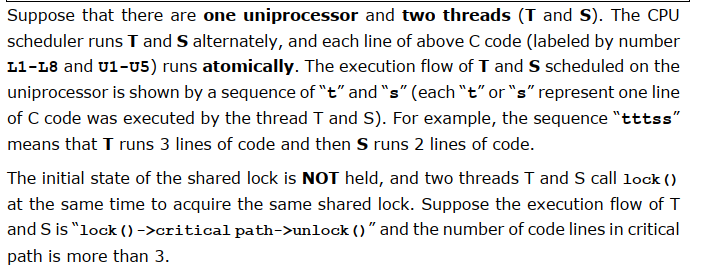 Suppose that there are one uniprocessor and two threads (T and S). The CPU
scheduler runs T and S alternately, and each line of above C code (labeled by number
L1-L8 and U1-U5) runs atomically. The execution flow of T and S scheduled on the
uniprocessor is shown by a sequence of "t" and "s" (each "t" or "s" represent one line
of C code was executed by the thread T and S). For example, the sequence "tttss"
means that T runs 3 lines of code and then S runs 2 lines of code.
The initial state of the shared lock is NOT held, and two threads T and S call lock()
at the same time to acquire the same shared lock. Suppose the execution flow of T
and S is "lock()->critical path->unlock()" and the number of code lines in critical
path is more than 3.